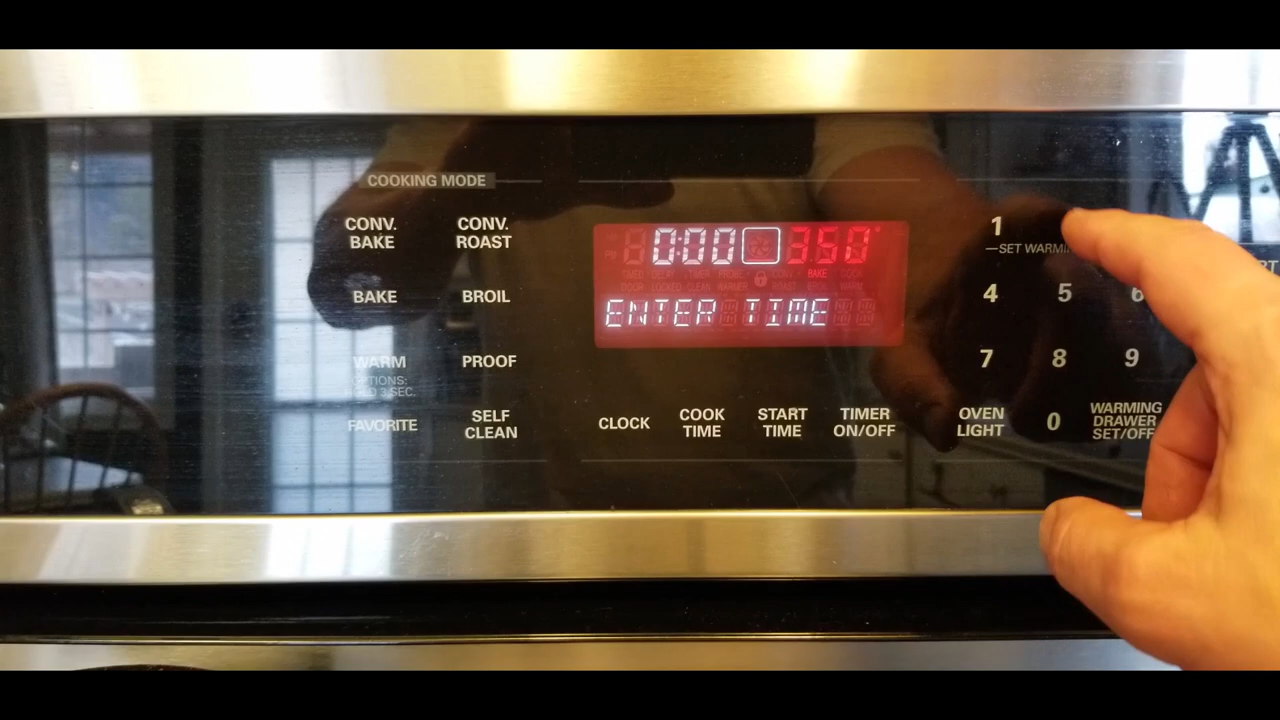 COOKING MODE
CONV. BAKE
CONV. ROAST
BAKE
BROIL
WARM
OPTIONS:
3 SEC.
PROOF
FAVORITE
SELF CLEAN
0:00 350°
BAKE
ENTER TIME
CLOCK
COOK TIME
START TIME
TIMER ON/OFF
1
SET
4 5 6
7 8 9
OVEN LIGHT
0
WARMING DRAWER SET/OFF